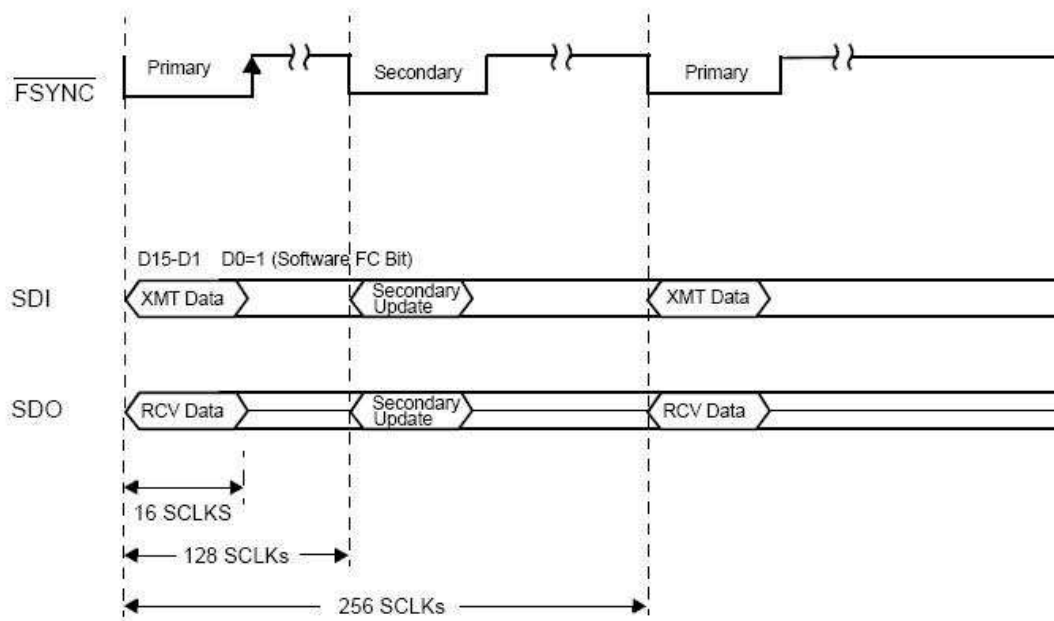 Primary
Secondary
Primary
FSYNC
D15-D1 D0=1 (Software FC Bit)
SDI
XMT Data
Secondary
Update
XMT Data
SDO
RCV Data
Secondary
Update
RCV Data
16 SCLKS
128 SCLKs
256 SCLKs